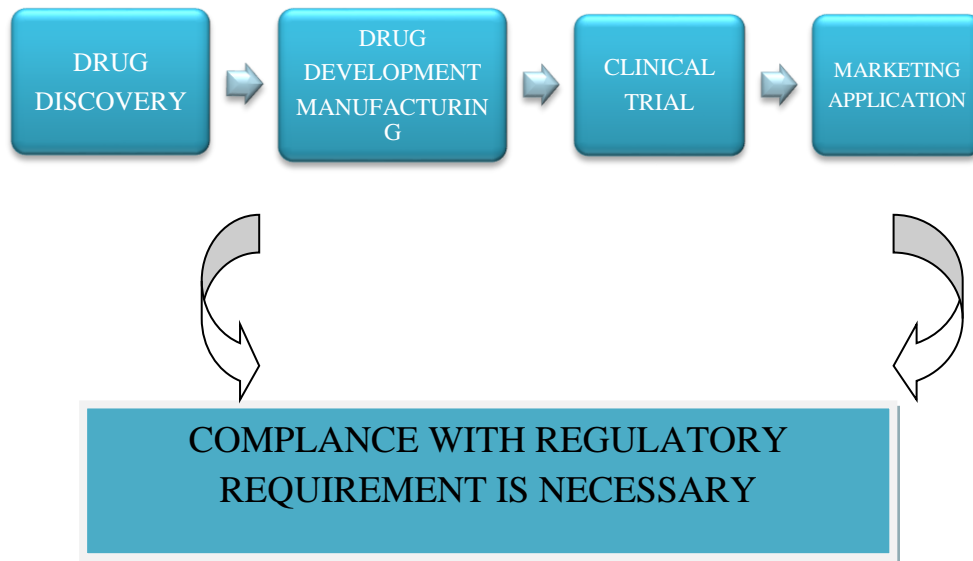 DRUG
DISCOVERY
DRUG
DEVELOPMENT
MANUFACTURIN
G
CLINICAL
TRIAL
MARKETING
APPLICATION
COMPLANCE WITH REGULATORY
REQUIREMENT IS NECESSARY